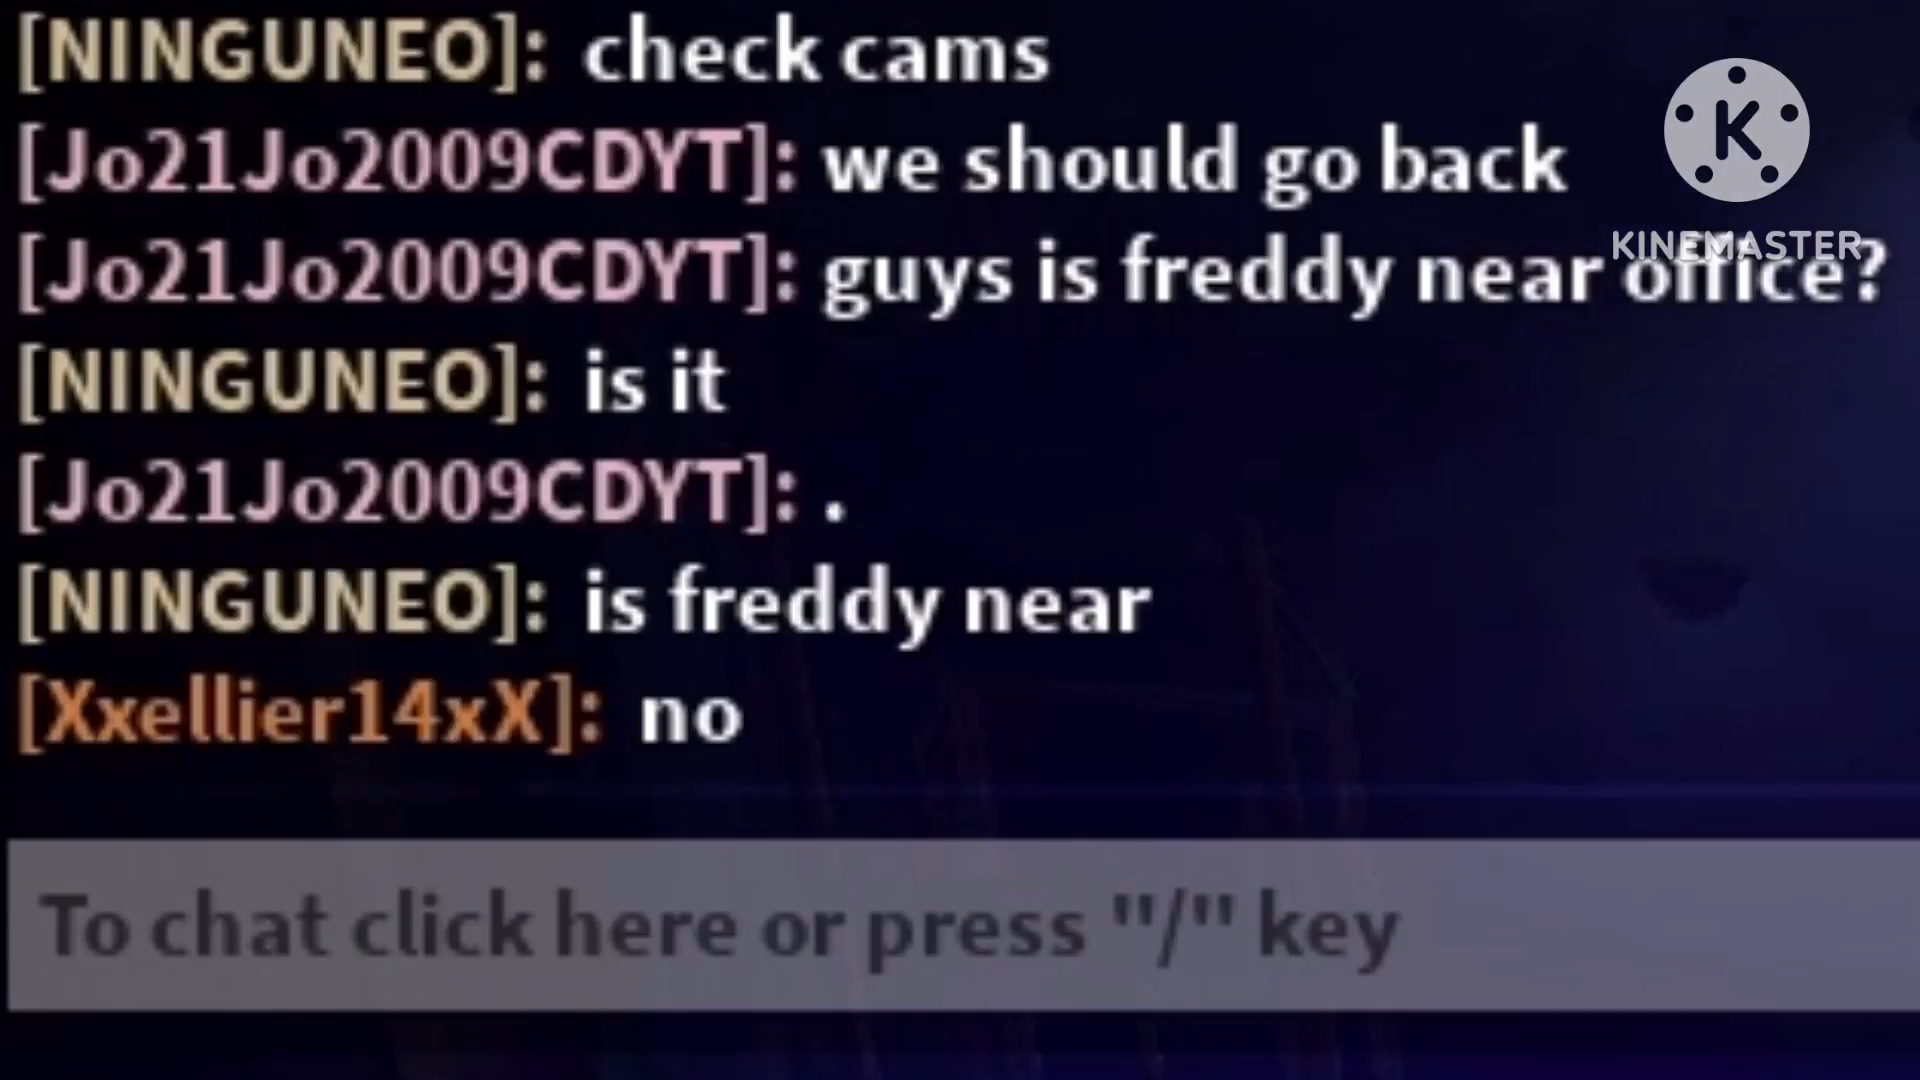 [NINGUNEO]: check cams
[Jo21Jo2009CDYT]: we should go back
KINEMASTER
[Jo21Jo2009CDYT]: guys is freddy near office?
[NINGUNEO]: is it
[Jo21Jo2009CDYT]: .
[NINGUNEO]: is freddy near
[Xxellier14xX]: no
To chat click here or press "/" key